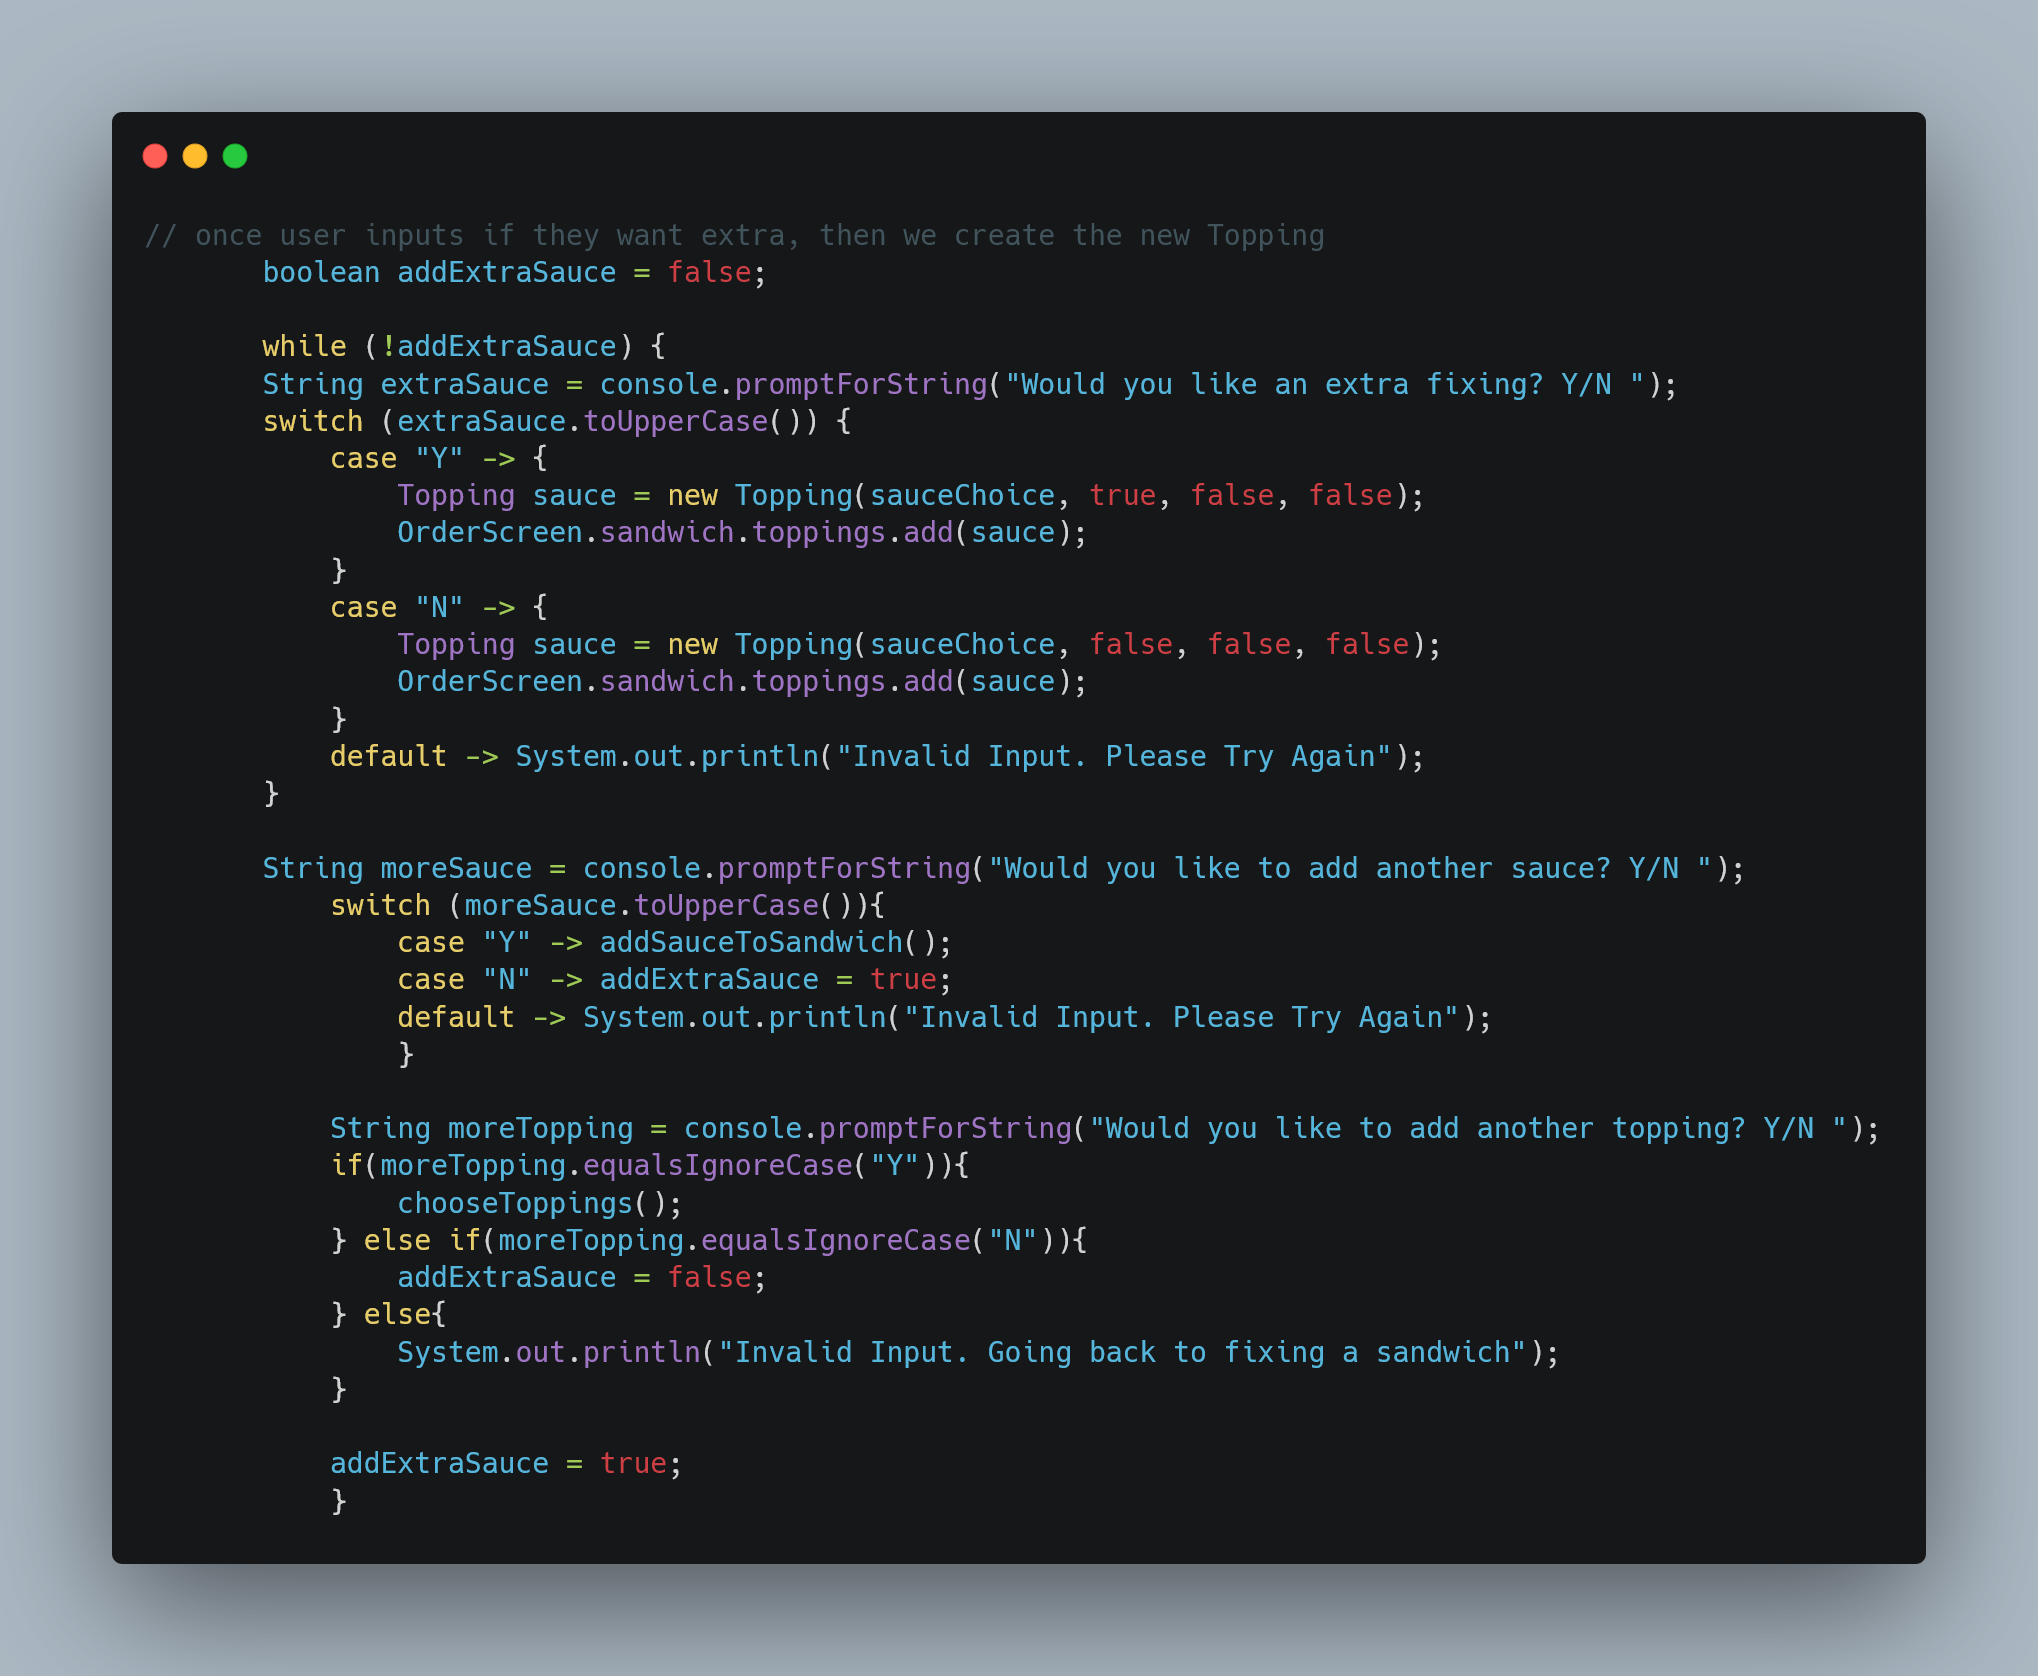 // once user inputs if they want extra, then we create the new Topping
       boolean addExtraSauce = false;

       while (!addExtraSauce) {
       String extraSauce = console.promptForString("Would you like an extra fixing? Y/N ");
       switch (extraSauce.toUpperCase()) {
           case "Y" -> {
               Topping sauce = new Topping(sauceChoice, true, false, false);
               OrderScreen.sandwich.toppings.add(sauce);
           }
           case "N" -> {
               Topping sauce = new Topping(sauceChoice, false, false, false);
               OrderScreen.sandwich.toppings.add(sauce);
           }
           default -> System.out.println("Invalid Input. Please Try Again");
       }

       String moreSauce = console.promptForString("Would you like to add another sauce? Y/N ");
           switch (moreSauce.toUpperCase()){
               case "Y" -> addSauceToSandwich();
               case "N" -> addExtraSauce = true;
               default -> System.out.println("Invalid Input. Please Try Again");
               }

           String moreTopping = console.promptForString("Would you like to add another topping? Y/N ");
           if(moreTopping.equalsIgnoreCase("Y")){
               chooseToppings();
           } else if(moreTopping.equalsIgnoreCase("N")){
               addExtraSauce = false;
           } else{
               System.out.println("Invalid Input. Going back to fixing a sandwich");
           }

           addExtraSauce = true;
           }